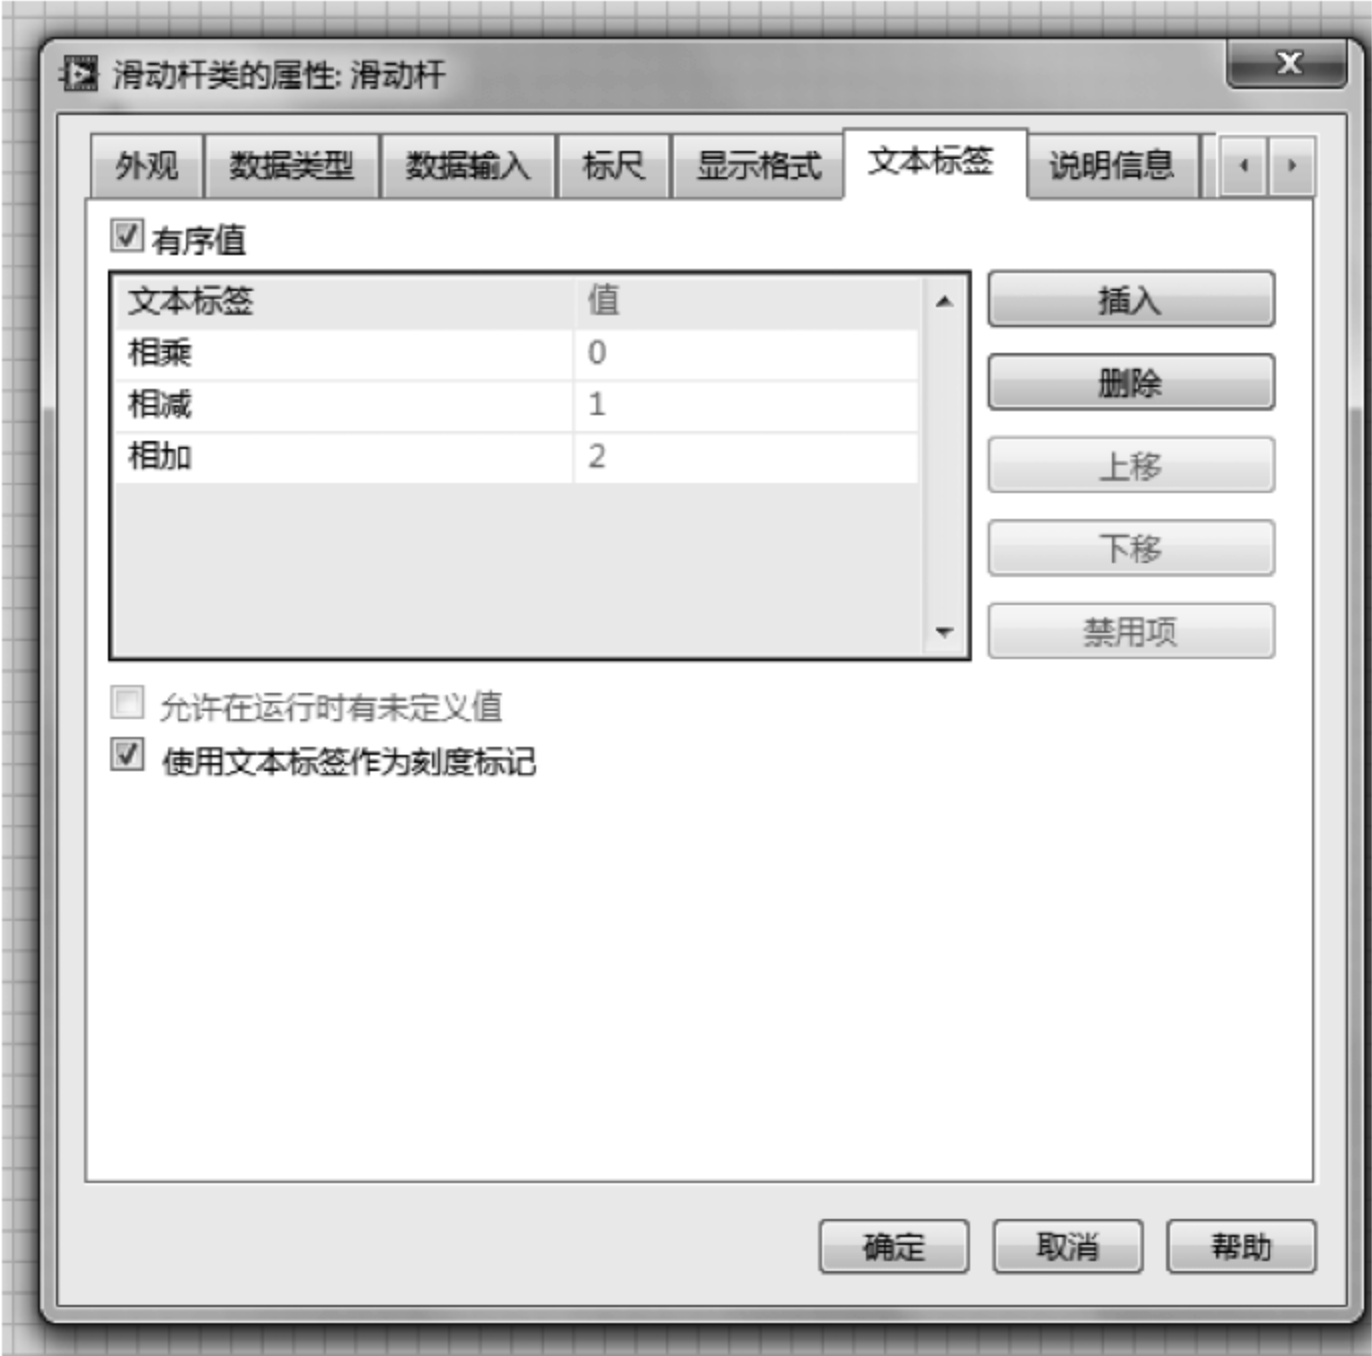 滑动杆类的属性: 滑动杆
外观 数据类型 数据输入 标尺 显示格式 文本标签 说明信息
有序值
文本标签 值
相乘 0
相减 1
相加 2
插入
删除
上移
下移
禁用项
允许在运行时有未定义值
使用文本标签作为刻度标记
确定 取消 帮助